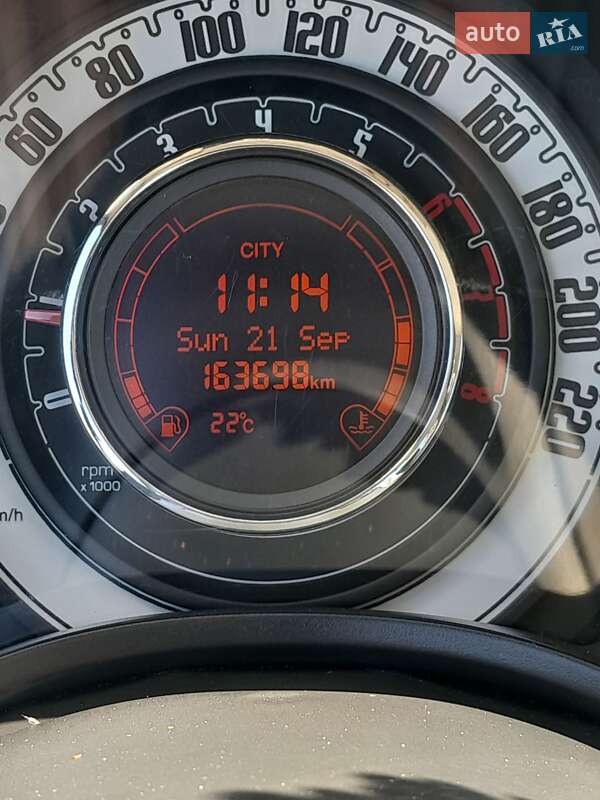 auto RIA .com
60 80 100 120 140 160 180 200 220
0 2 3 4 5 6 7 8
CITY
11:14
Sun 21 Sep
163698km
22°C
rpm
x 1000
m/h